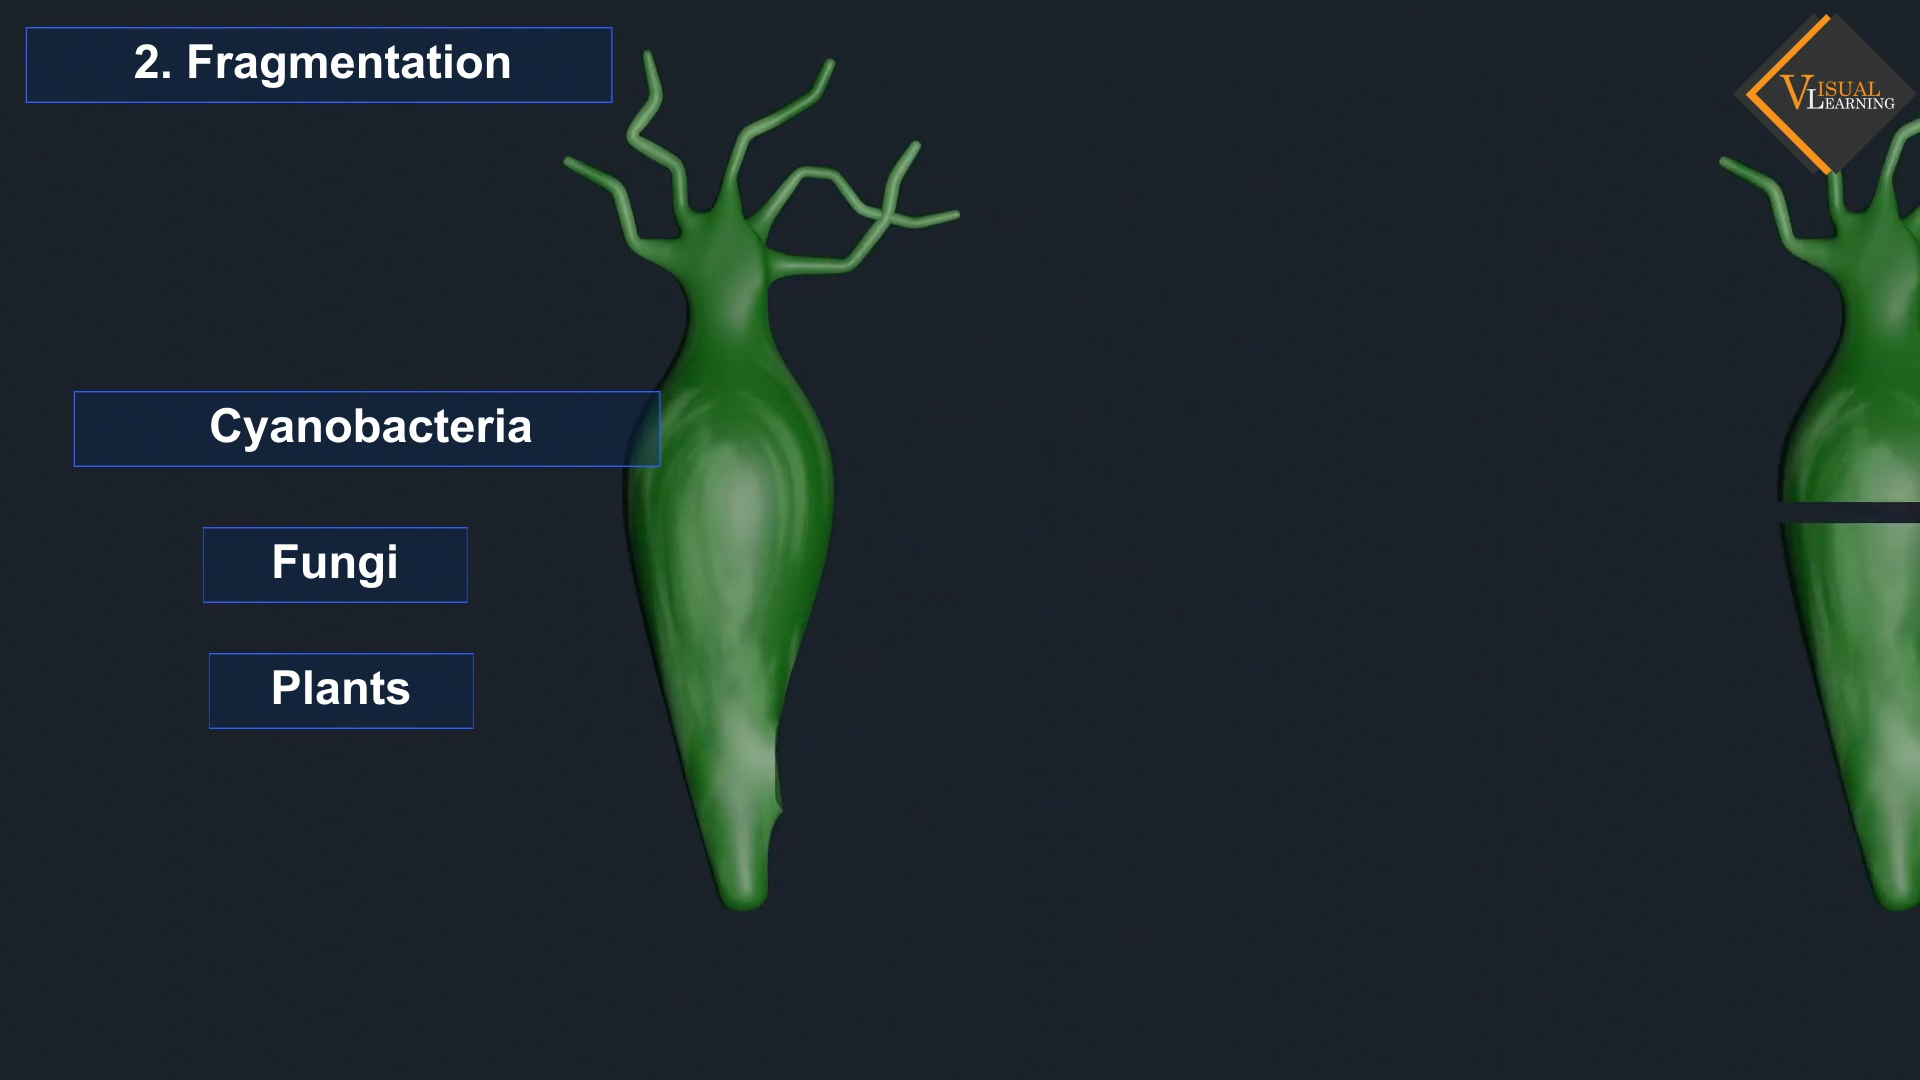 2. Fragmentation
VISUAL
LEARNING
Cyanobacteria
Fungi
Plants